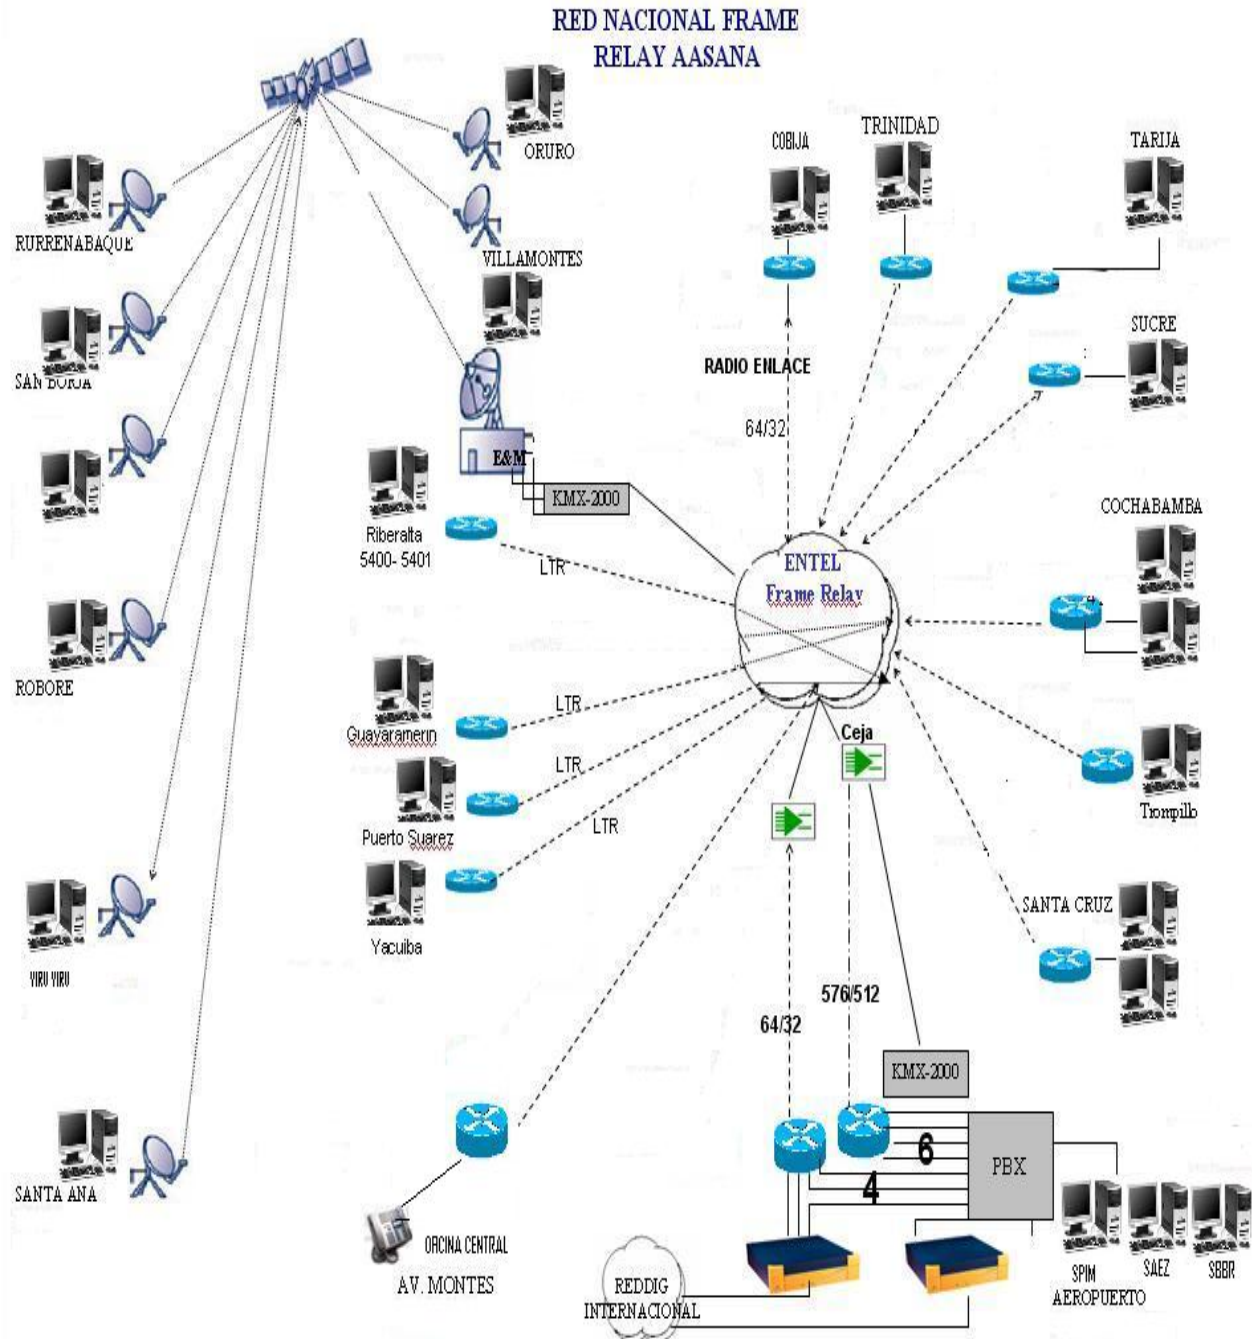 RED NACIONAL FRAME
RELAY AASANA
ORURO
COBIJA
TRINIDAD
TARIJA
RURRENABAQUE
VILLAMONTES
SUCRE
RADIO ENLACE
SAN BORJA
64/32
E&M
KMX-2000
COCHABAMBA
Riberalta
5400- 5401
LTR
ENTEL
Frame Relay
ROBORE
LTR
Guayaramerin
Ceja
LTR
Puerto Suarez
LTR
Trompillo
SANTA CRUZ
Yacuiba
VIRU VIRU
576/512
64/32
KMX-2000
6
PBX
4
SANTA ANA
OFICINA CENTRAL
AV. MONTES
REDDIG
INTERNACIONAL
SPIM
SAEZ
SBBR
AEROPUERTO